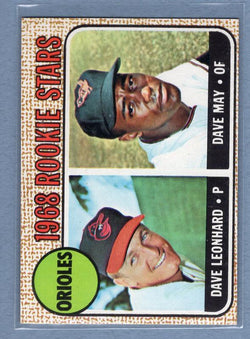 1968 ROOKIE STARS
ORIOLES
DAVE MAY • OF
DAVE LEONHARD • P